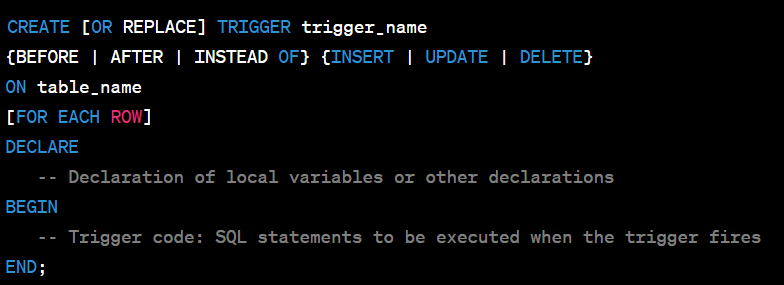 CREATE [OR REPLACE] TRIGGER trigger_name
{BEFORE | AFTER | INSTEAD OF} {INSERT | UPDATE | DELETE}
ON table_name
[FOR EACH ROW]
DECLARE
   -- Declaration of local variables or other declarations
BEGIN
   -- Trigger code: SQL statements to be executed when the trigger fires
END;